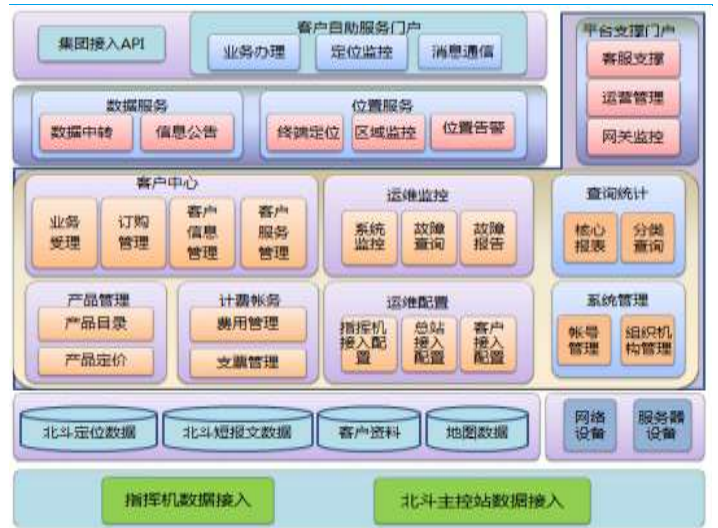 集团接入API
客户自助服务门户
业务办理
定位监控
消息通信
平台支撑门户
客服支撑
运营管理
网关监控
数据服务
数据中转
信息公告
位置服务
终端定位
区域监控
位置告警
客户中心
业务
受理
订购
管理
客户
信息
管理
客户
服务
管理
运维监控
系统
监控
故障
查询
故障
报告
查询统计
核心
报表
分类
查询
产品管理
产品目录
产品定价
计费帐务
费用管理
支票管理
运维配置
指挥机
接入配
置
总站
接入
配置
客户
接入
配置
系统管理
帐号
管理
组织机
构管理
北斗定位数据
北斗短报文数据
客户资料
地图数据
网络
设备
服务器
设备
指挥机数据接入
北斗主控站数据接入